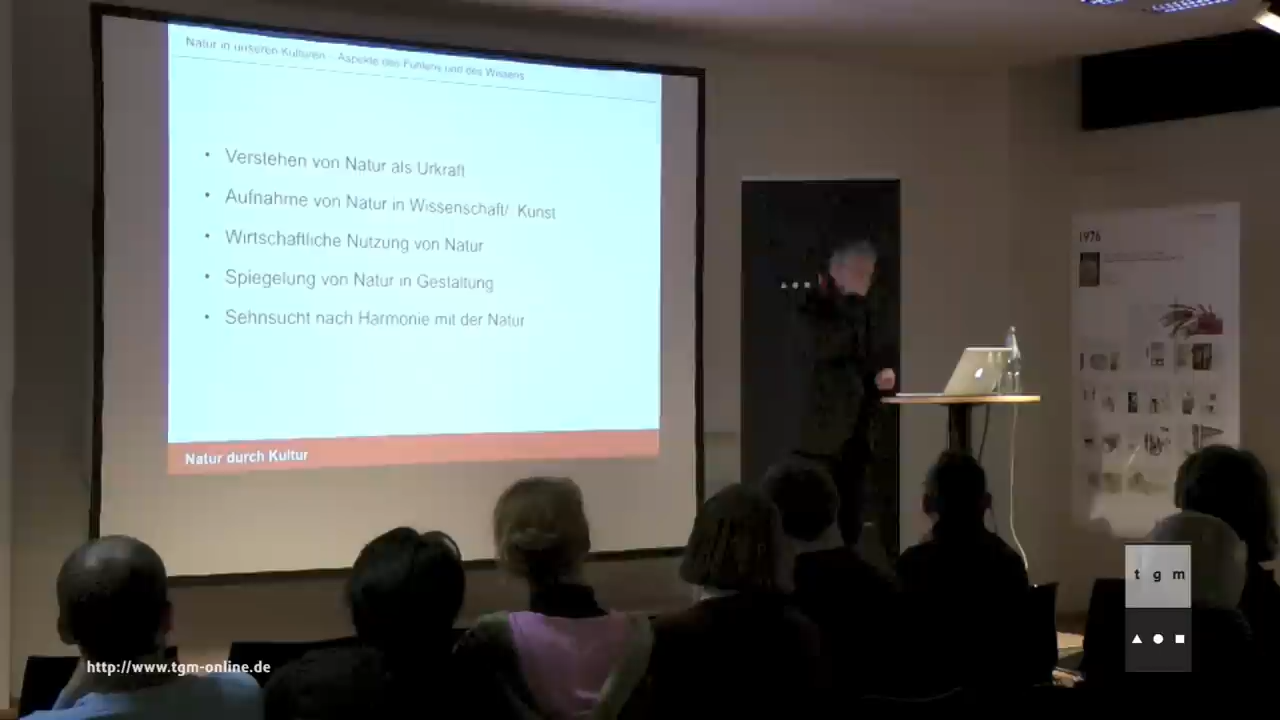 Natur in unseren Kulturen – Aspekte des Fühlens und des Wissens
• Verstehen von Natur als Urkraft
• Aufnahme von Natur in Wissenschaft/ Kunst
• Wirtschaftliche Nutzung von Natur
• Spiegelung von Natur in Gestaltung
• Sehnsucht nach Harmonie mit der Natur
Natur durch Kultur
1976
t g m
http://www.tgm-online.de